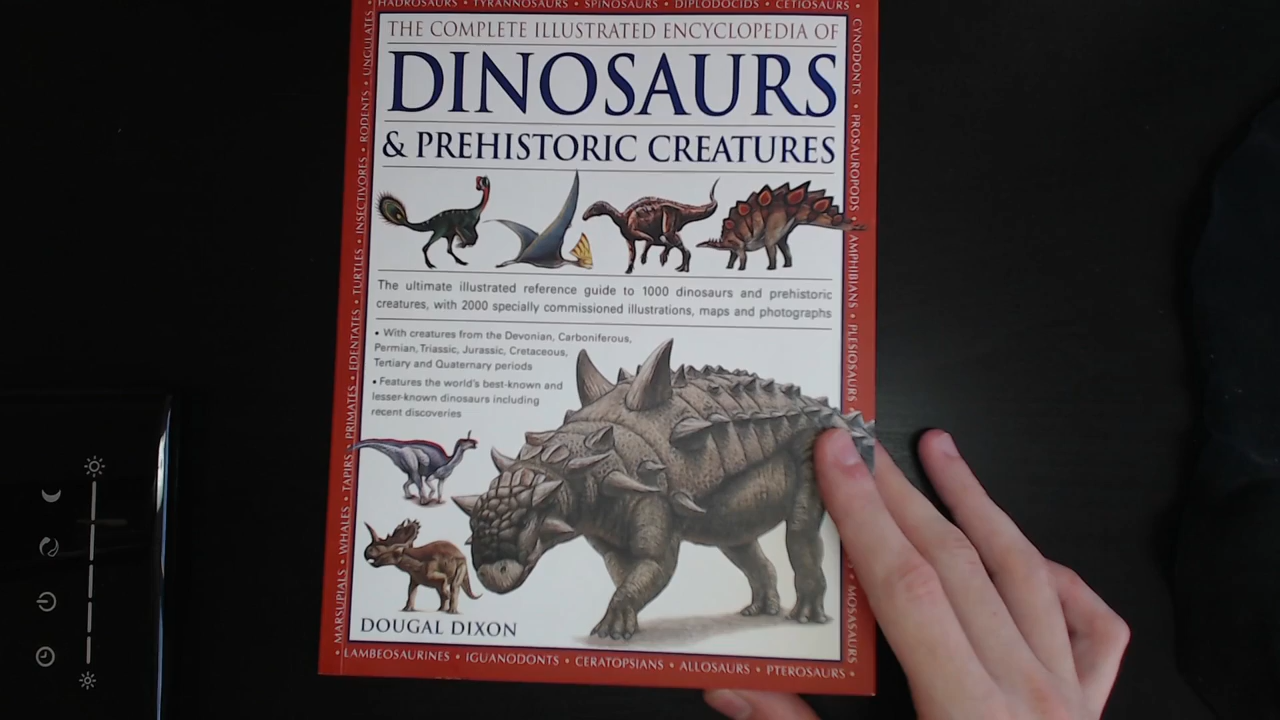 HADROSAURS • TYRANNOSAURS • SPINOSAURS • DIPLODOCIDS • CETIOSAURS •
THE COMPLETE ILLUSTRATED ENCYCLOPEDIA OF
DINOSAURS
& PREHISTORIC CREATURES
The ultimate illustrated reference guide to 1000 dinosaurs and prehistoric
creatures, with 2000 specially commissioned illustrations, maps and photographs
• With creatures from the Devonian, Carboniferous,
Permian, Triassic, Jurassic, Cretaceous,
Tertiary and Quaternary periods
• Features the world's best-known and
lesser-known dinosaurs including
recent discoveries
DOUGAL DIXON
• LAMBEOSAURINES • IGUANODONTS • CERATOPSIANS • ALLOSAURS • PTEROSAURS •
MARSUPIALS • WHALES • TAPIRS • PRIMATES • EDENTATES • TURTLES • INSECTIVORES • RODENTS • UNGULATES •
CYNODONTS • PROSAUROPODS • AMPHIBIANS • PLESIOSAURS • MOSASAURS